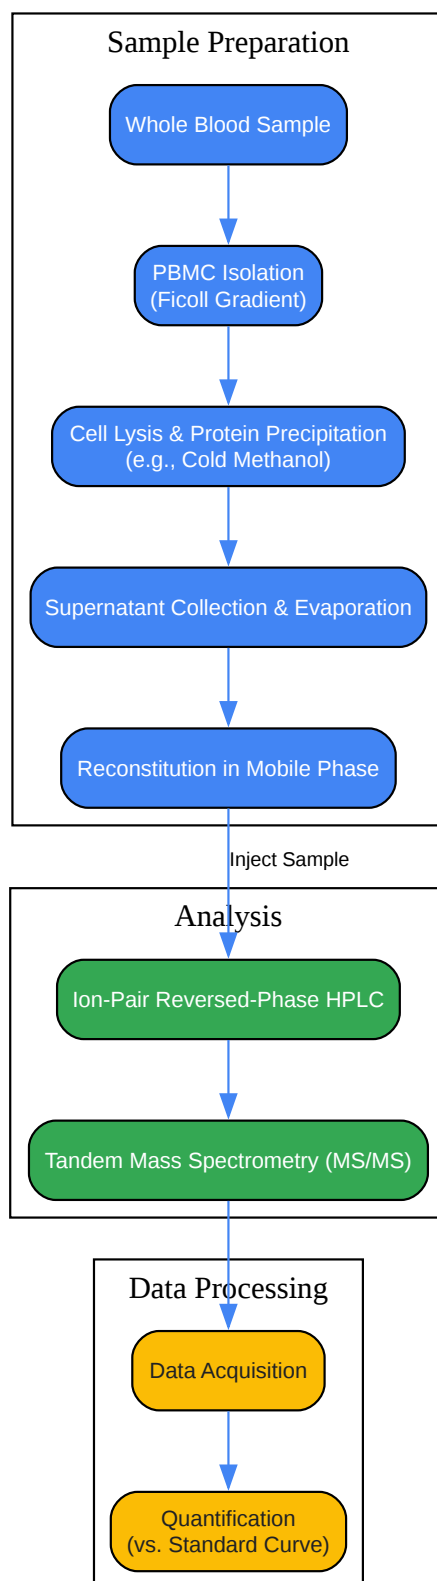 Sample Preparation
Whole Blood Sample
PBMC Isolation
(Ficoll Gradient)
Cell Lysis & Protein Precipitation
(e.g., Cold Methanol)
Supernatant Collection & Evaporation
Reconstitution in Mobile Phase
Inject Sample
Analysis
Ion-Pair Reversed-Phase HPLC
Tandem Mass Spectrometry (MS/MS)
Data Processing
Data Acquisition
Quantification
(vs. Standard Curve)